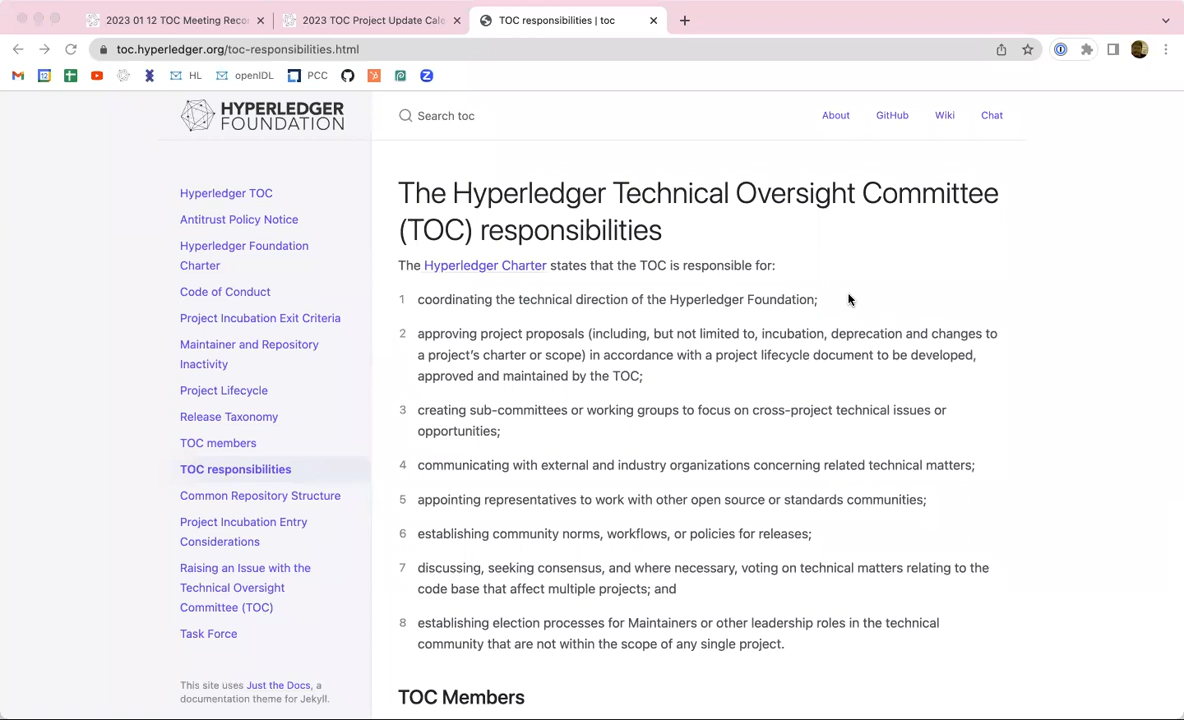 2023 01 12 TOC Meeting Reco
2023 TOC Project Update Cale
TOC responsibilities | toc
toc.hyperledger.org/toc-responsibilities.html
HL
openIDL
PCC
HYPERLEDGER
FOUNDATION
Search toc
About
GitHub
Wiki
Chat
Hyperledger TOC
Antitrust Policy Notice
Hyperledger Foundation
Charter
Code of Conduct
Project Incubation Exit Criteria
Maintainer and Repository
Inactivity
Project Lifecycle
Release Taxonomy
TOC members
TOC responsibilities
Common Repository Structure
Project Incubation Entry
Considerations
Raising an Issue with the
Technical Oversight
Committee (TOC)
Task Force
This site uses Just the Docs, a
documentation theme for Jekyll.
The Hyperledger Technical Oversight Committee
(TOC) responsibilities
The Hyperledger Charter states that the TOC is responsible for:
1 coordinating the technical direction of the Hyperledger Foundation;
2 approving project proposals (including, but not limited to, incubation, deprecation and changes to
a project’s charter or scope) in accordance with a project lifecycle document to be developed,
approved and maintained by the TOC;
3 creating sub-committees or working groups to focus on cross-project technical issues or
opportunities;
4 communicating with external and industry organizations concerning related technical matters;
5 appointing representatives to work with other open source or standards communities;
6 establishing community norms, workflows, or policies for releases;
7 discussing, seeking consensus, and where necessary, voting on technical matters relating to the
code base that affect multiple projects; and
8 establishing election processes for Maintainers or other leadership roles in the technical
community that are not within the scope of any single project.
TOC Members